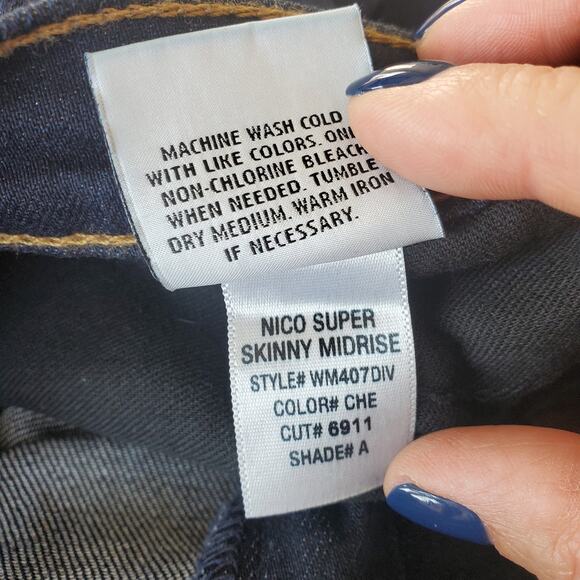 MACHINE WASH COLD
WITH LIKE COLORS. ONLY
NON-CHLORINE BLEACH
WHEN NEEDED. TUMBLE
DRY MEDIUM. WARM IRON
IF NECESSARY.
NICO SUPER
SKINNY MIDRISE
STYLE# WM407DIV
COLOR# CHE
CUT# 6911
SHADE# A